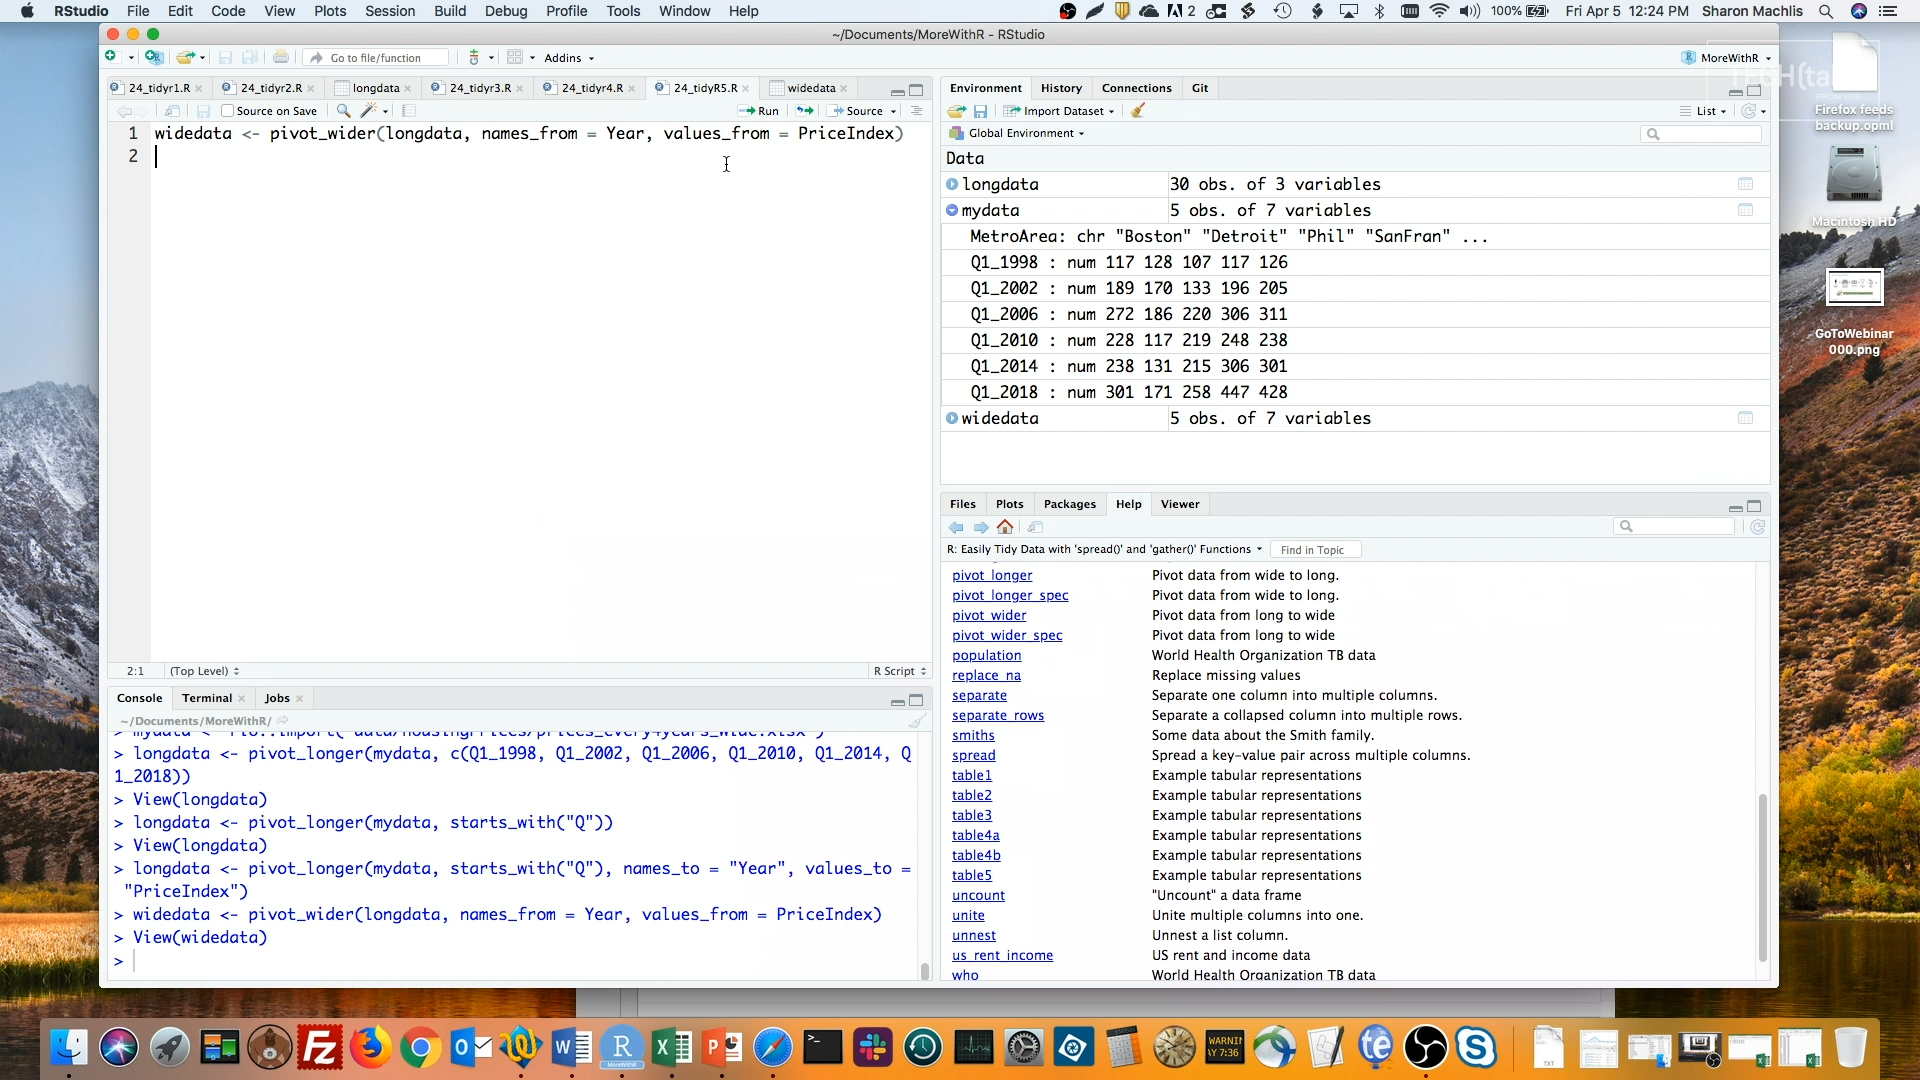 RStudio File Edit Code View Plots Session Build Debug Profile Tools Window Help 2 100% Fri Apr 5 12:24 PM Sharon Machlis
~/Documents/MoreWithR - RStudio
Go to file/function Addins MoreWithR
24_tidyr1.R 24_tidyr2.R longdata 24_tidyr3.R 24_tidyr4.R 24_tidyR5.R widedata
Source on Save Run Source
1 widedata <- pivot_wider(longdata, names_from = Year, values_from = PriceIndex)
2
2:1 (Top Level) R Script
Console Terminal Jobs
~/Documents/MoreWithR/
> mydata <- rio::import("data/housingPrices/prices_every4years_wide.xlsx")
> longdata <- pivot_longer(mydata, c(Q1_1998, Q1_2002, Q1_2006, Q1_2010, Q1_2014, Q
1_2018))
> View(longdata)
> longdata <- pivot_longer(mydata, starts_with("Q"))
> View(longdata)
> longdata <- pivot_longer(mydata, starts_with("Q"), names_to = "Year", values_to =
"PriceIndex")
> widedata <- pivot_wider(longdata, names_from = Year, values_from = PriceIndex)
> View(widedata)
>
Environment History Connections Git
Import Dataset List
Global Environment
Data
longdata 30 obs. of 3 variables
mydata 5 obs. of 7 variables
MetroArea: chr "Boston" "Detroit" "Phil" "SanFran" ...
Q1_1998 : num 117 128 107 117 126
Q1_2002 : num 189 170 133 196 205
Q1_2006 : num 272 186 220 306 311
Q1_2010 : num 228 117 219 248 238
Q1_2014 : num 238 131 215 306 301
Q1_2018 : num 301 171 258 447 428
widedata 5 obs. of 7 variables
Files Plots Packages Help Viewer
R: Easily Tidy Data with 'spread()' and 'gather()' Functions Find in Topic
pivot_longer Pivot data from wide to long.
pivot_longer_spec Pivot data from wide to long.
pivot_wider Pivot data from long to wide
pivot_wider_spec Pivot data from long to wide
population World Health Organization TB data
replace_na Replace missing values
separate Separate one column into multiple columns.
separate_rows Separate a collapsed column into multiple rows.
smiths Some data about the Smith family.
spread Spread a key-value pair across multiple columns.
table1 Example tabular representations
table2 Example tabular representations
table3 Example tabular representations
table4a Example tabular representations
table4b Example tabular representations
table5 Example tabular representations
uncount "Uncount" a data frame
unite Unite multiple columns into one.
unnest Unnest a list column.
us_rent_income US rent and income data
who World Health Organization TB data
TECH(ta
Firefox feeds
backup.opml
Macintosh HD
GoToWebinar
000.png